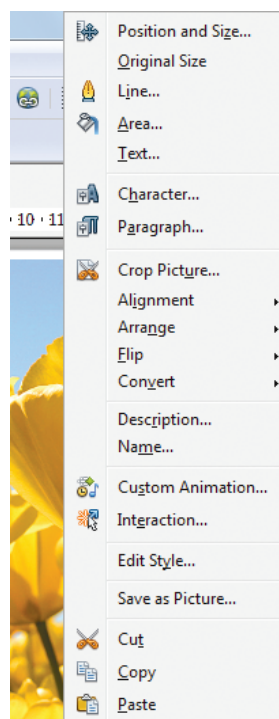 Position and Size...
Original Size
Line...
Area...
Text...
Character...
10 11
Paragraph...
Crop Picture...
Alignment
Arrange
Flip
Convert
Description...
Name...
Custom Animation...
Interaction...
Edit Style...
Save as Picture...
Cut
Copy
Paste